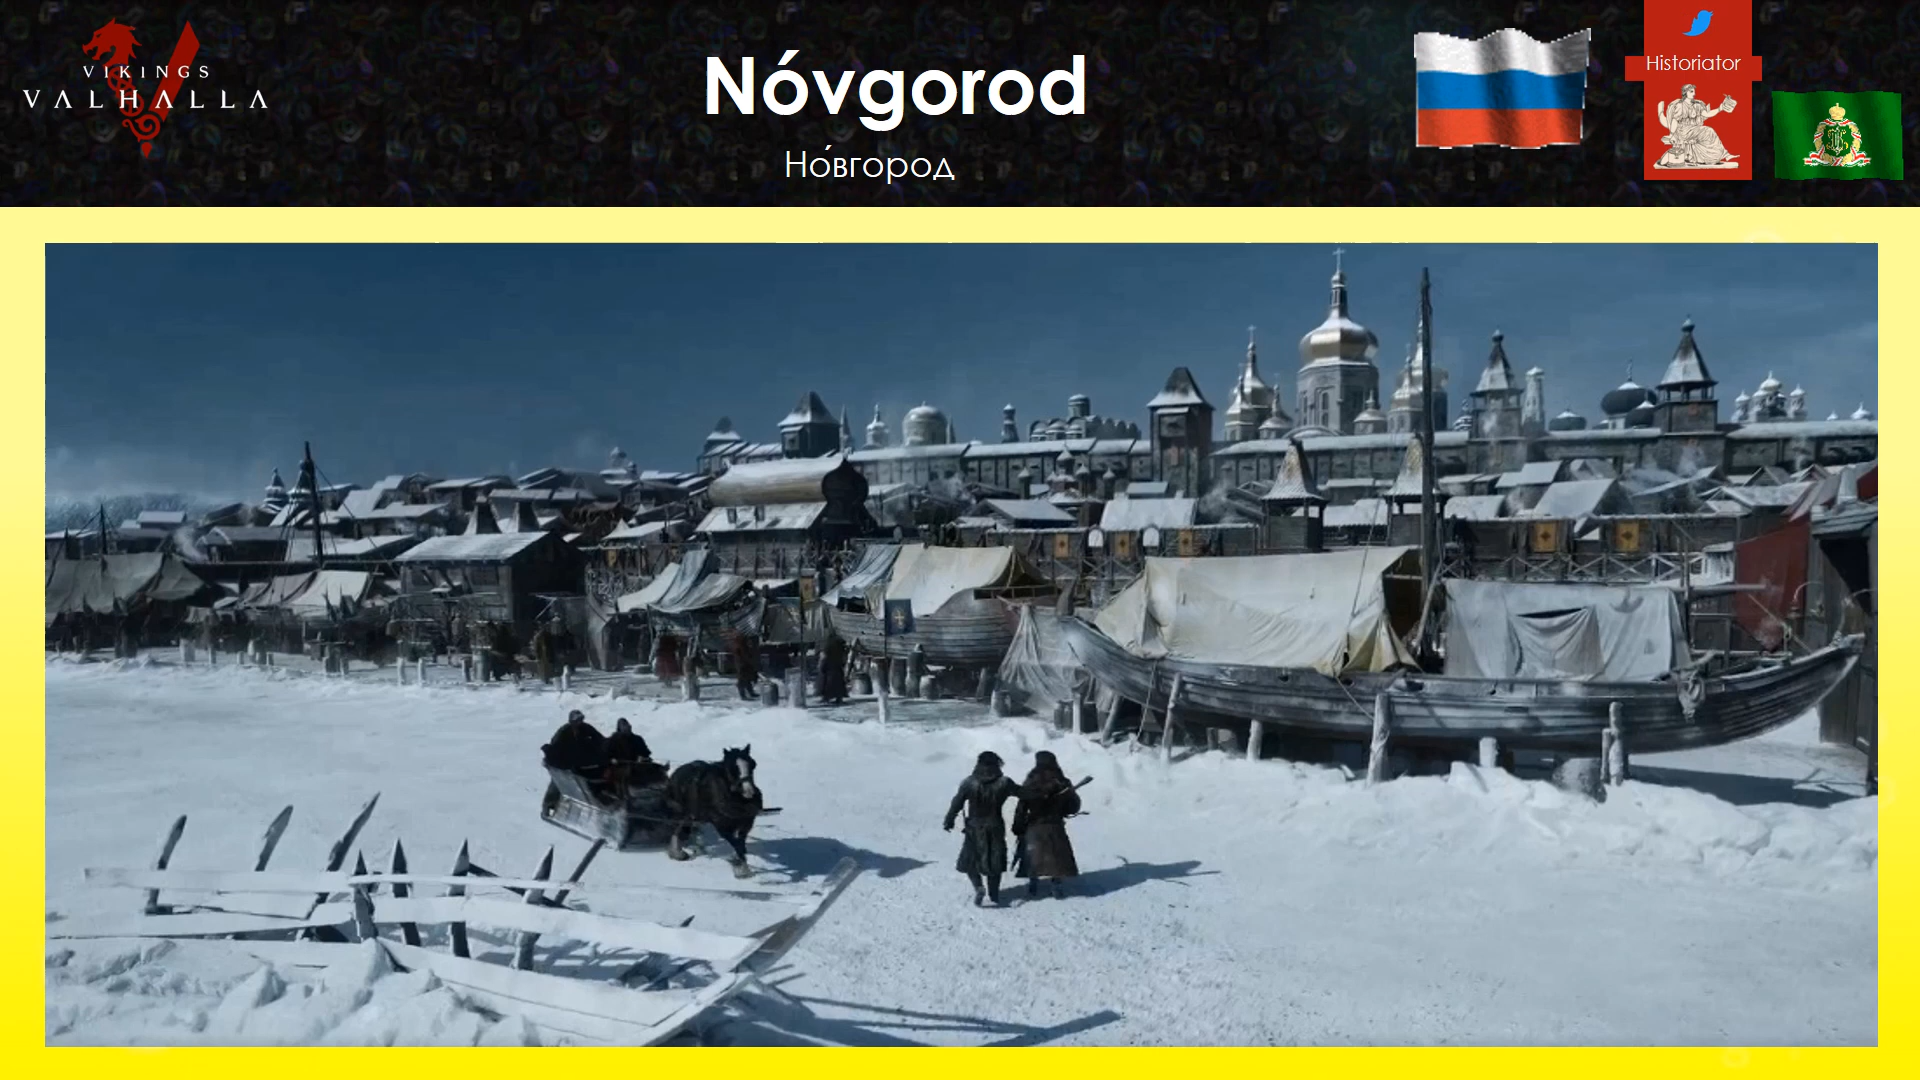 VIKINGS
VALHALLA
Nóvgorod
Но́вгород
Historiator